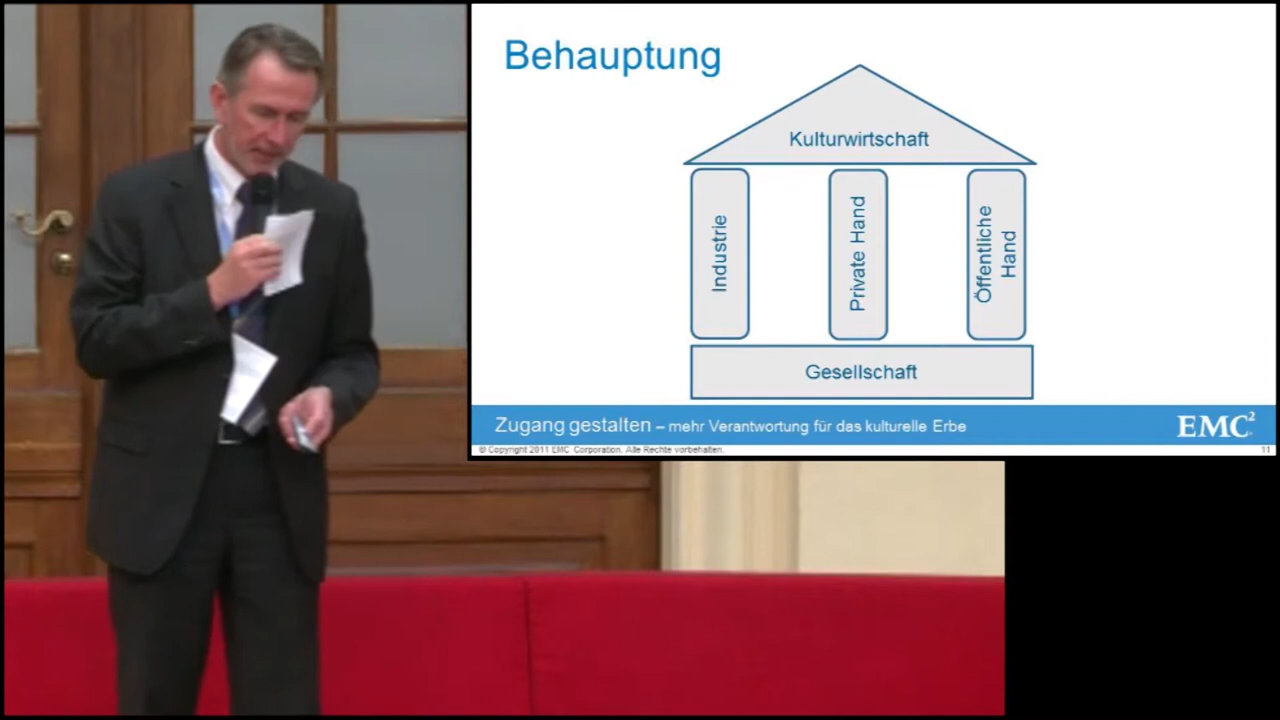 Behauptung
Kulturwirtschaft
Industrie
Private Hand
Öffentliche
Hand
Gesellschaft
Zugang gestalten – mehr Verantwortung für das kulturelle Erbe
EMC²
© Copyright 2011 EMC Corporation. Alle Rechte vorbehalten.
11